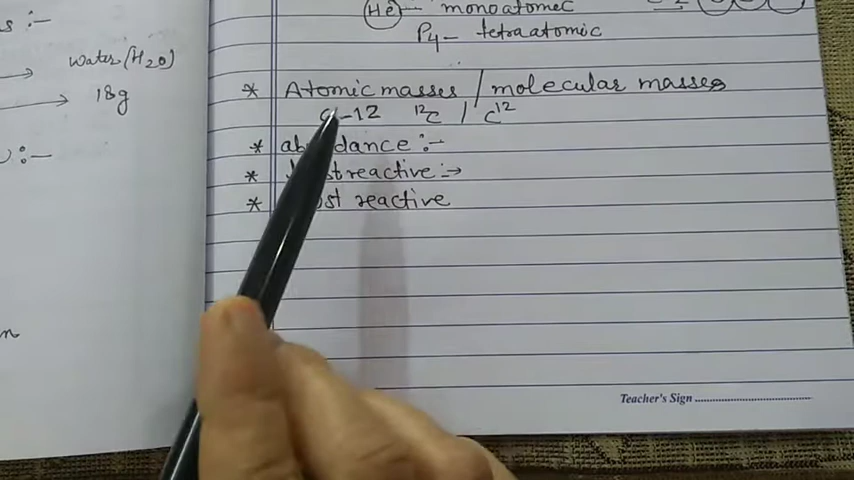 s :-
→ Water (H₂O)
→ 18g
:-
He - monoatomic
P₄ - tetraatomic
* Atomic masses / molecular masses
C-12 ¹²C / C¹²
* abundance :-
* reactive :→
* reactive
Teacher's Sign